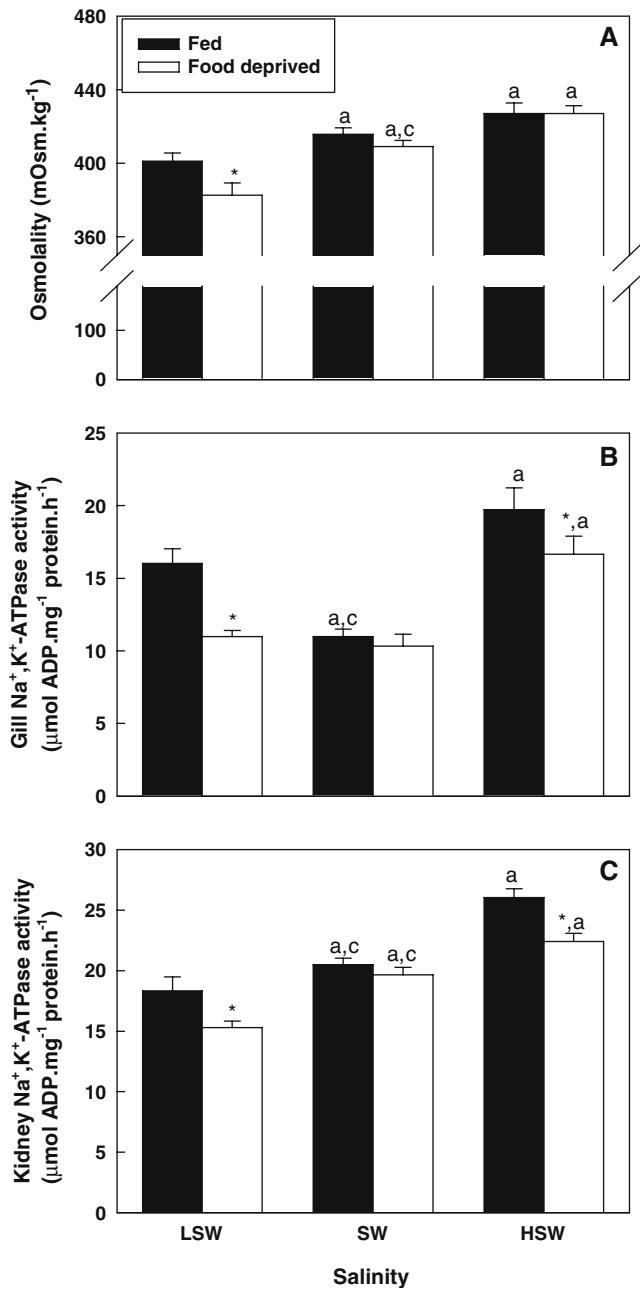 480
A
Fed
Food deprived
440
400
360
100
0
Osmolality (mOsm.kg⁻¹)
*
a
a,c
a
a
25
B
20
15
10
5
0
Gill Na⁺,K⁺-ATPase activity
(μmol ADP.mg⁻¹ protein.h⁻¹)
*
a,c
a
*,a
30
C
25
20
15
10
5
0
Kidney Na⁺,K⁺-ATPase activity
(μmol ADP.mg⁻¹ protein.h⁻¹)
*
a,c
a,c
a
*,a
LSW
SW
HSW
Salinity